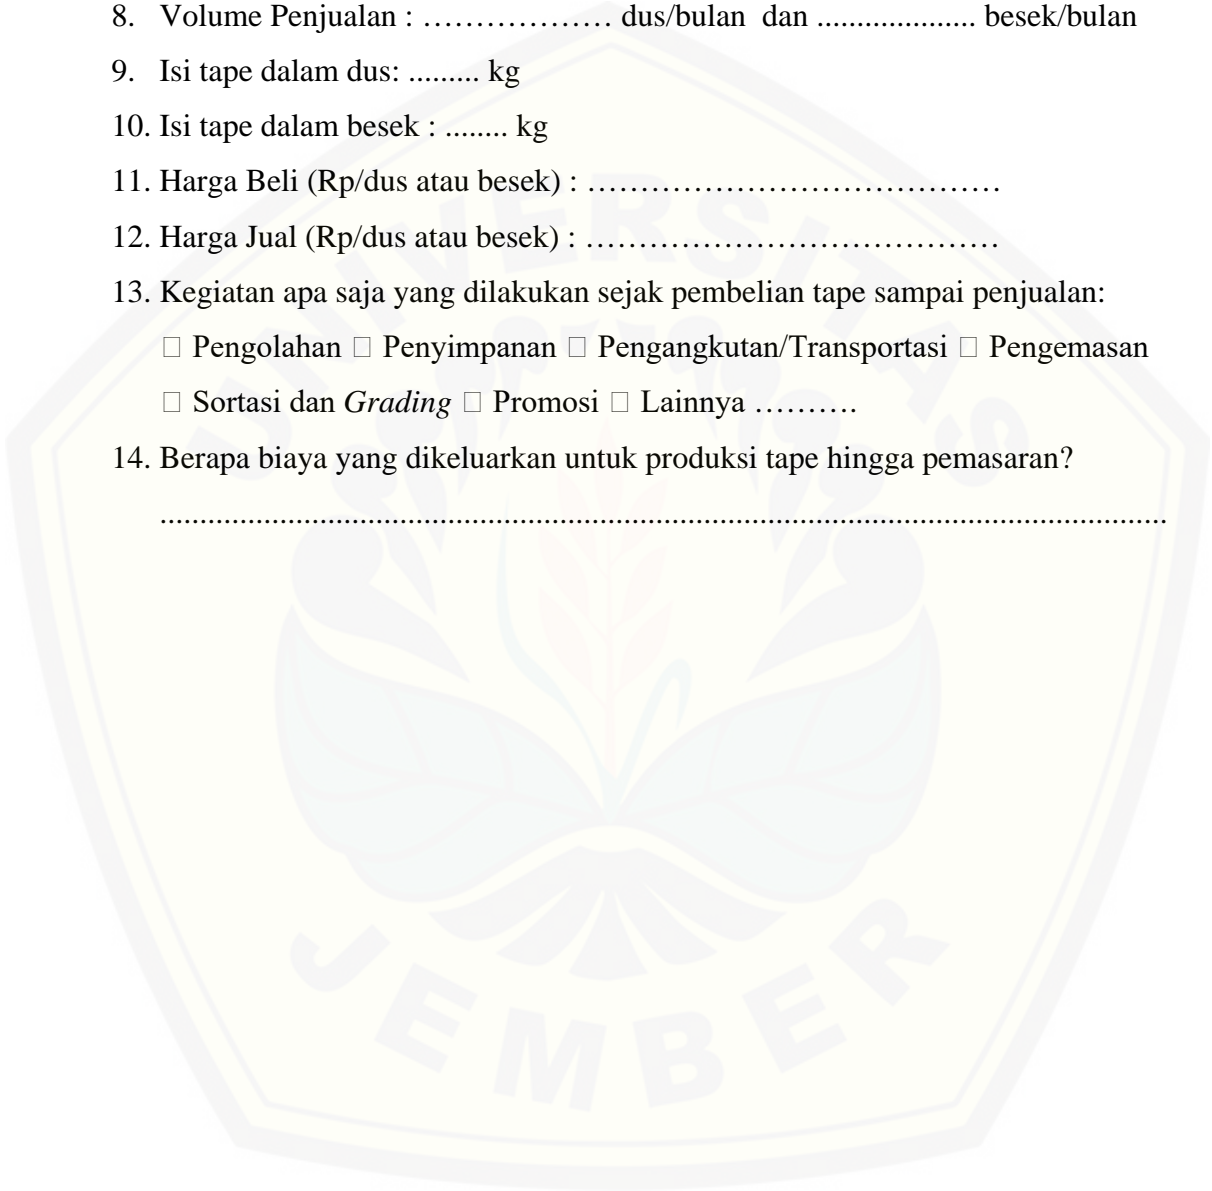 8. Volume Penjualan : ……………… dus/bulan  dan .................... besek/bulan
9. Isi tape dalam dus: ......... kg
10. Isi tape dalam besek : ........ kg
11. Harga Beli (Rp/dus atau besek) : …………………………………
12. Harga Jual (Rp/dus atau besek) : …………………………………
13. Kegiatan apa saja yang dilakukan sejak pembelian tape sampai penjualan:
□ Pengolahan □ Penyimpanan □ Pengangkutan/Transportasi □ Pengemasan
□ Sortasi dan Grading □ Promosi □ Lainnya ……….
14. Berapa biaya yang dikeluarkan untuk produksi tape hingga pemasaran?
...............................................................................................................................
UNIVERSITAS
JEMBER